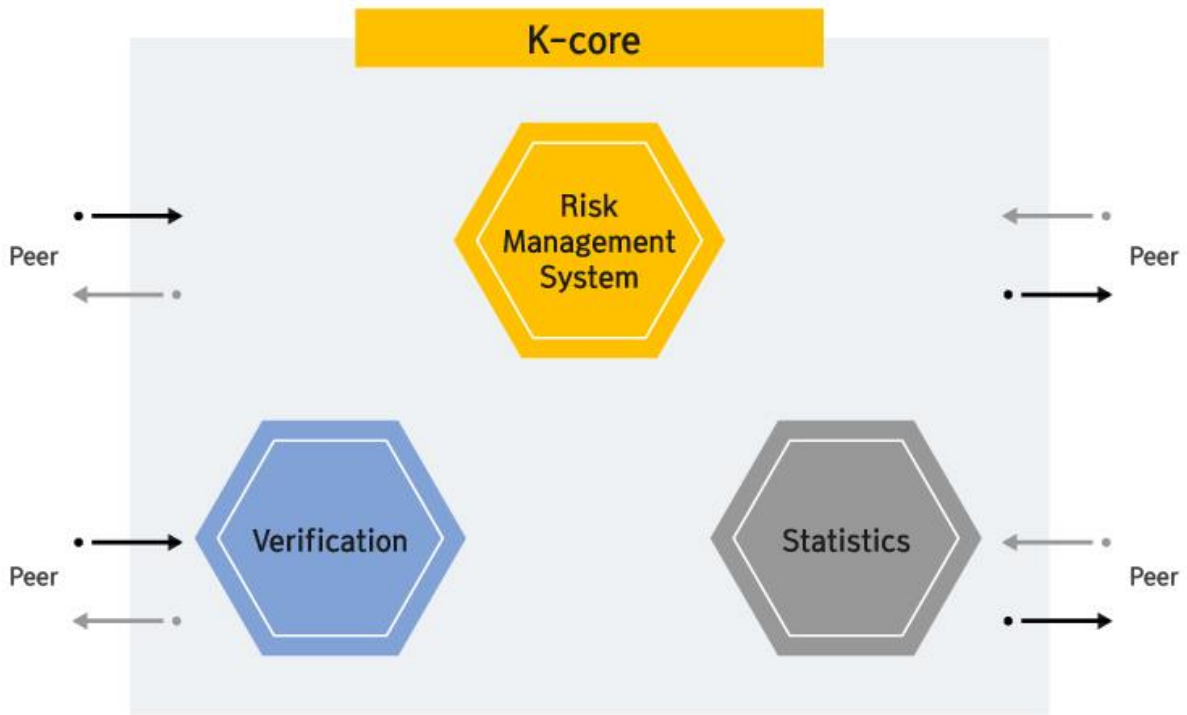 K-core
Risk
Management
System
Peer
Peer
Verification
Statistics
Peer
Peer